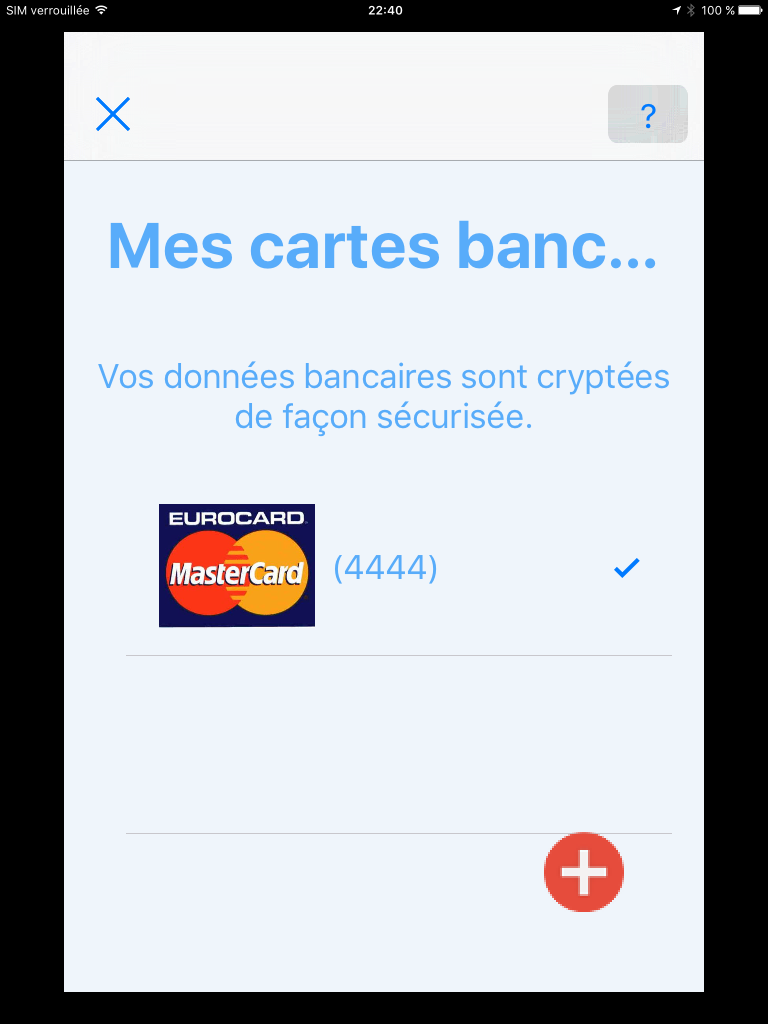 SIM verrouillée 22:40 100 %
?
Mes cartes banc...
Vos données bancaires sont cryptées
de façon sécurisée.
EUROCARD
MasterCard (4444)